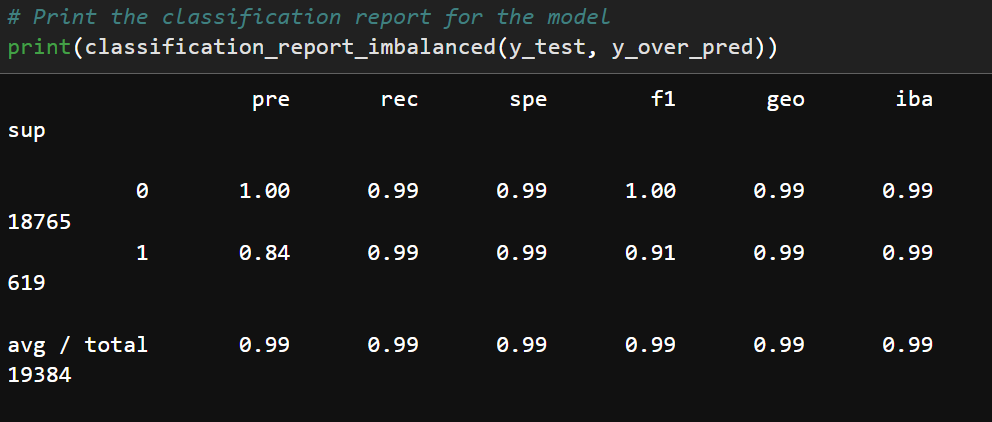 # Print the classification report for the model
print(classification_report_imbalanced(y_test, y_over_pred))
pre rec spe f1 geo iba
sup
0 1.00 0.99 0.99 1.00 0.99 0.99
18765
1 0.84 0.99 0.99 0.91 0.99 0.99
619
avg / total 0.99 0.99 0.99 0.99 0.99 0.99
19384